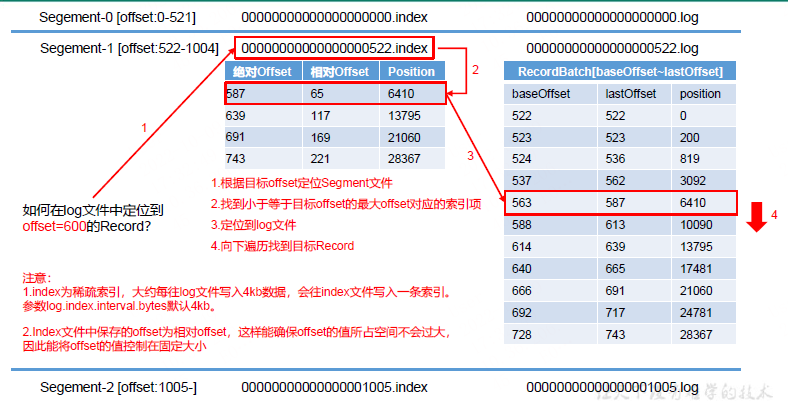 Segement-0 [offset:0-521] 00000000000000000000.index 00000000000000000000.log
Segement-1 [offset:522-1004] 00000000000000000522.index 00000000000000000522.log
绝对Offset 相对Offset Position
587 65 6410
639 117 13795
691 169 21060
743 221 28367
RecordBatch[baseOffset~lastOffset]
baseOffset lastOffset position
522 522 0
523 523 200
524 536 819
537 562 3092
563 587 6410
588 613 10090
614 639 13795
640 665 17481
666 691 21060
692 717 24781
728 743 28367
1
2
3
4
如何在log文件中定位到
offset=600的Record?
1.根据目标offset定位Segment文件
2.找到小于等于目标offset的最大offset对应的索引项
3.定位到log文件
4.向下遍历找到目标Record
注意:
1.index为稀疏索引，大约每往log文件写入4kb数据，会往index文件写入一条索引。
参数log.index.interval.bytes默认4kb。
2.Index文件中保存的offset为相对offset，这样能确保offset的值所占空间不会过大，
因此能将offset的值控制在固定大小
Segement-2 [offset:1005-] 00000000000000001005.index 00000000000000001005.log
的技术